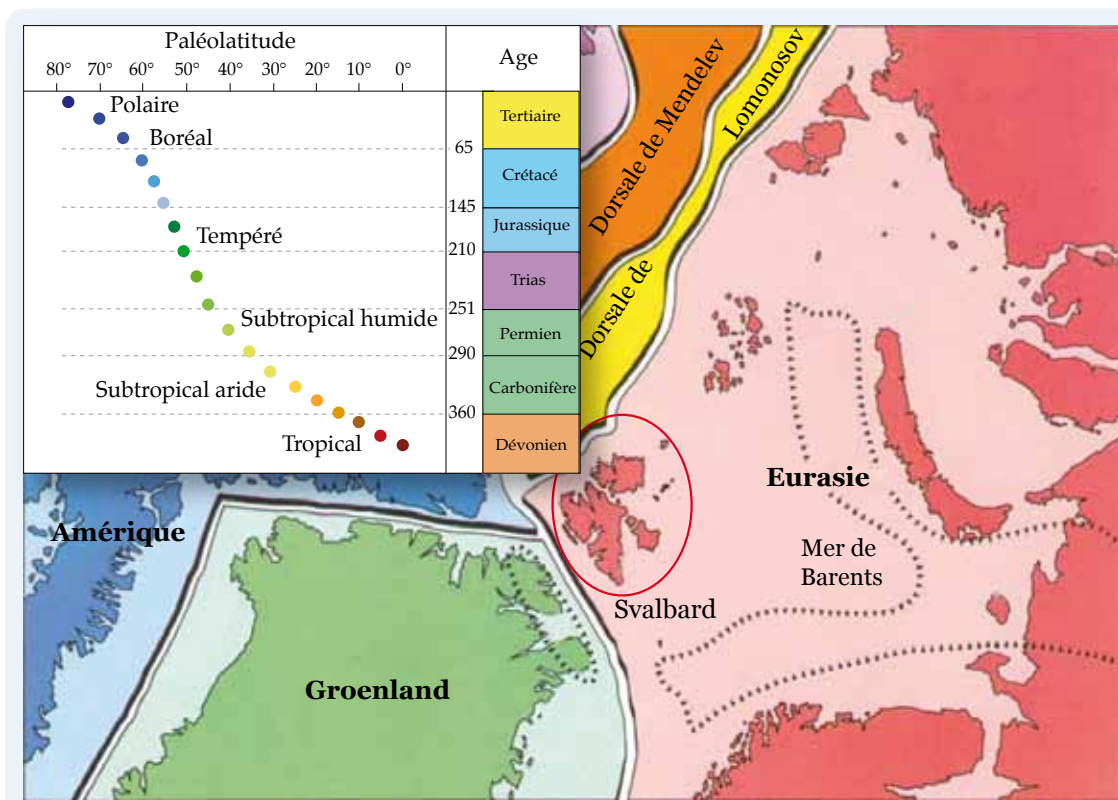 Paléolatitude
Age
80° 70° 60° 50° 40° 30° 20° 10° 0°
Polaire
Boréal
Tempéré
Subtropical humide
Subtropical aride
Tropical
65
145
210
251
290
360
Tertiaire
Crétacé
Jurassique
Trias
Permien
Carbonifère
Dévonien
Dorsale de Mendelev
Dorsale de Lomonosov
Amérique
Groenland
Svalbard
Eurasie
Mer de
Barents